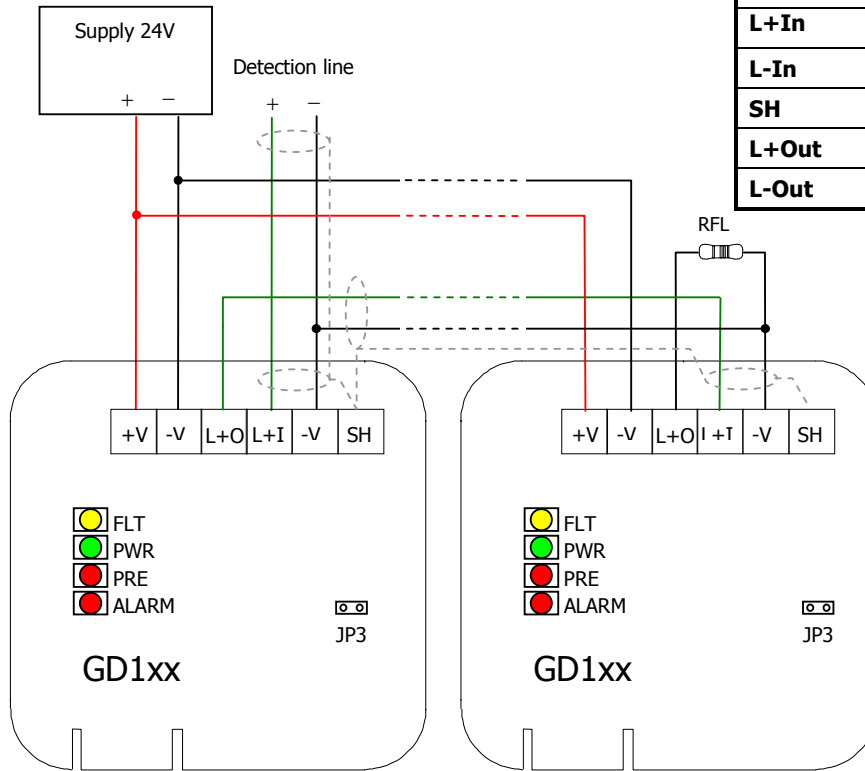 Supply 24V
+ −
Detection line
+ −
L+In
L-In
SH
L+Out
L-Out
RFL
+V -V L+O L+I -V SH
+V -V L+O -V SH
FLT
PWR
PRE
ALARM
JP3
GD1xx
FLT
PWR
PRE
ALARM
JP3
GD1xx